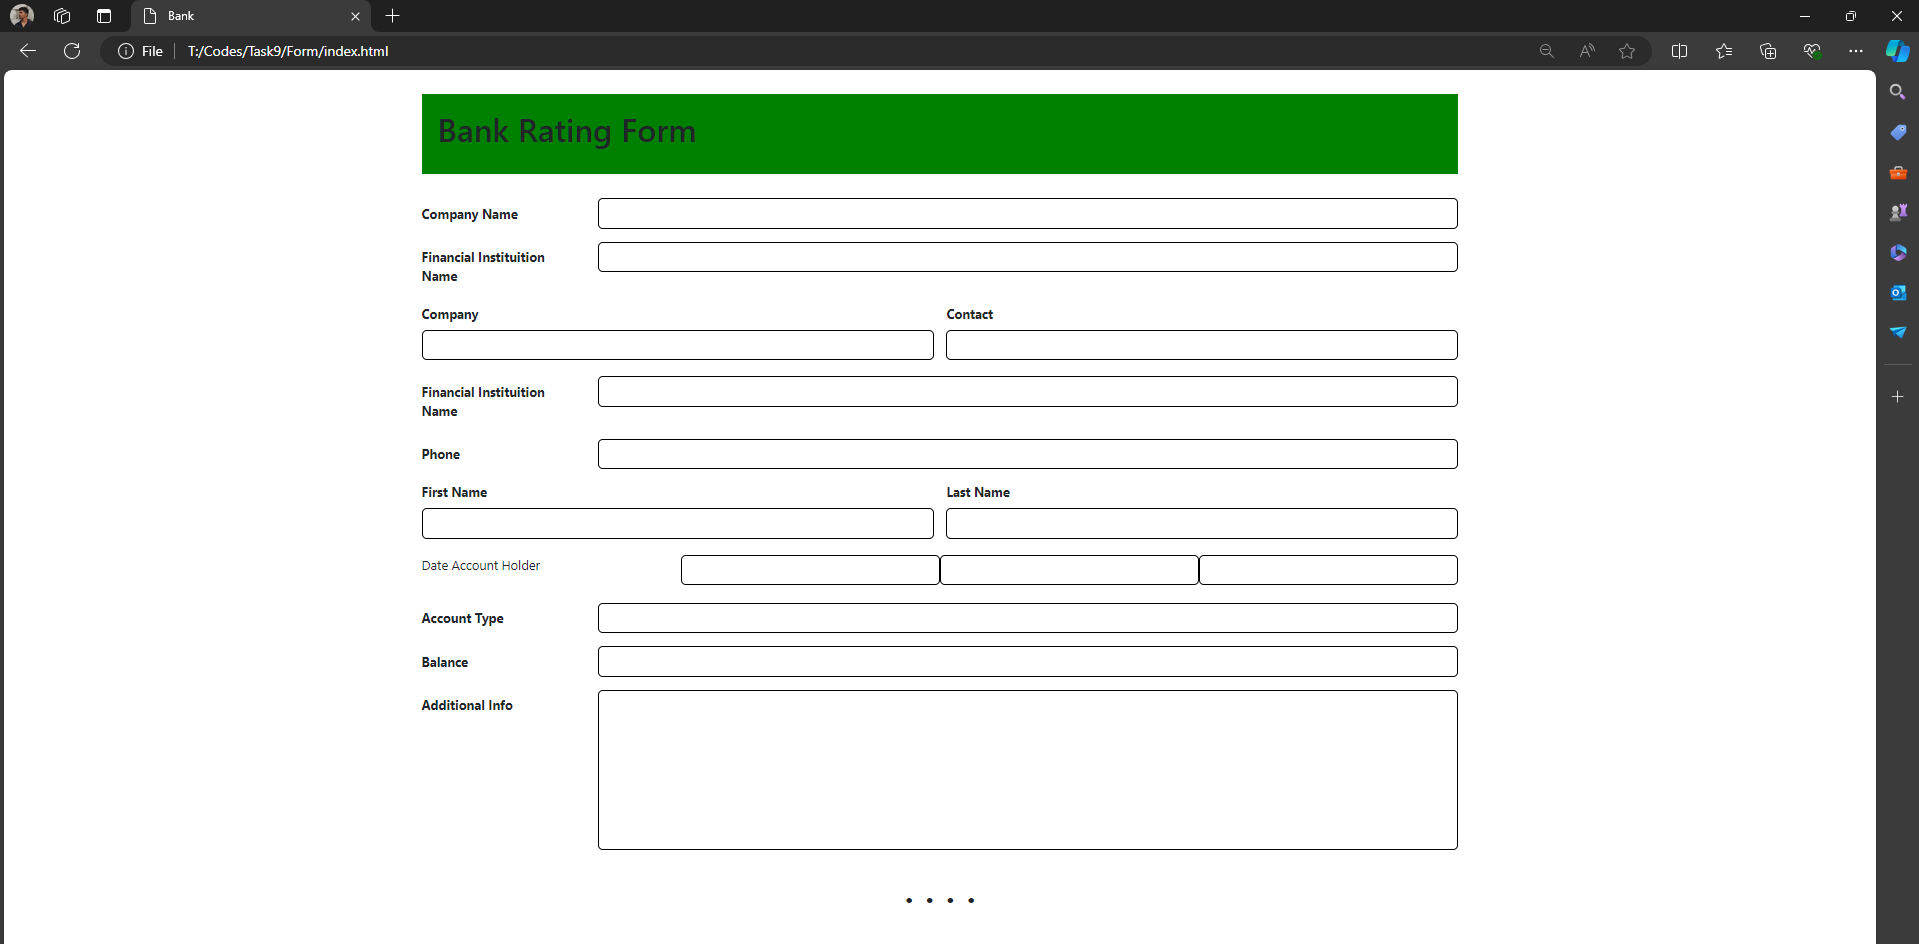 Bank
File
T:/Codes/Task9/Form/index.html
Bank Rating Form
Company Name
Financial Instituition
Name
Company
Contact
Financial Instituition
Name
Phone
First Name
Last Name
Date Account Holder
Account Type
Balance
Additional Info